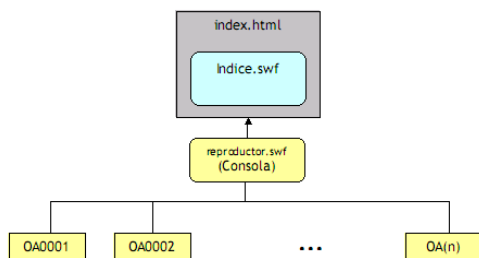 index.html
Indice.swf
reproductor.swf
(Consola)
OA0001 OA0002 ... OA(n)